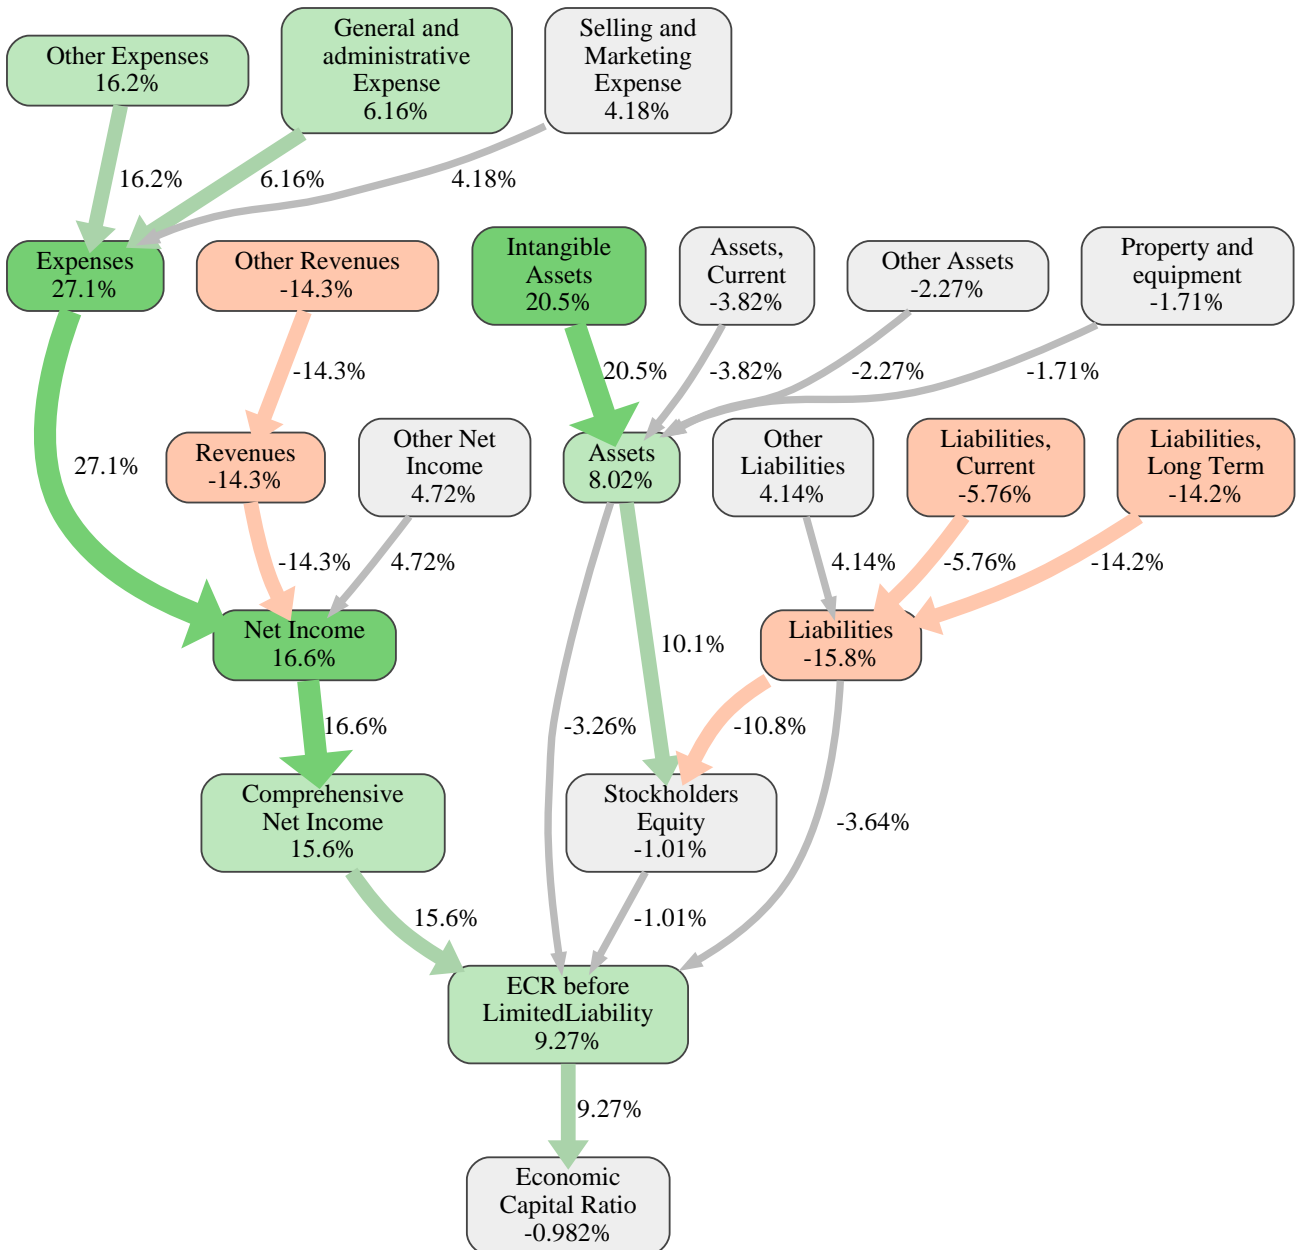 Other Expenses
16.2%
General and
administrative
Expense
6.16%
Selling and
Marketing
Expense
4.18%
16.2%
6.16%
4.18%
Expenses
27.1%
Other Revenues
-14.3%
Intangible
Assets
20.5%
Assets,
Current
-3.82%
Other Assets
-2.27%
Property and
equipment
-1.71%
-14.3%
20.5%
-3.82%
-2.27%
-1.71%
27.1%
Revenues
-14.3%
Other Net
Income
4.72%
Assets
8.02%
Other
Liabilities
4.14%
Liabilities,
Current
-5.76%
Liabilities,
Long Term
-14.2%
-14.3%
4.72%
4.14%
-5.76%
-14.2%
Net Income
16.6%
10.1%
Liabilities
-15.8%
16.6%
-3.26%
-10.8%
Comprehensive
Net Income
15.6%
Stockholders
Equity
-1.01%
-3.64%
15.6%
-1.01%
ECR before
LimitedLiability
9.27%
9.27%
Economic
Capital Ratio
-0.982%